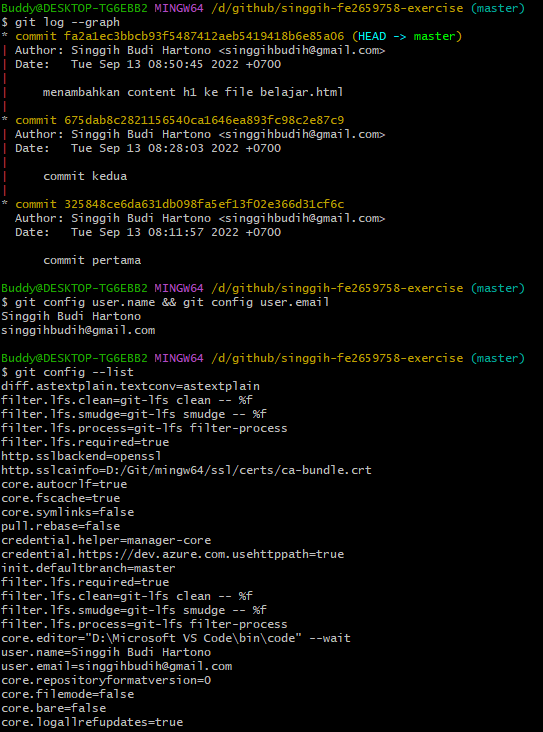 Buddy@DESKTOP-TG6EBB2 MINGW64 /d/github/singgih-fe2659758-exercise (master)
$ git log --graph
* commit fa2a1ec3bbcb93f5487412aeb5419418b6e85a06 (HEAD -> master)
| Author: Singgih Budi Hartono <singgihbudih@gmail.com>
| Date:   Tue Sep 13 08:50:45 2022 +0700
|
|     menambahkan content h1 ke file belajar.html
|
* commit 675dab8c2821156540ca1646ea893fc98c2e87c9
| Author: Singgih Budi Hartono <singgihbudih@gmail.com>
| Date:   Tue Sep 13 08:28:03 2022 +0700
|
|     commit kedua
|
* commit 325848ce6da631db098fa5ef13f02e366d31cf6c
  Author: Singgih Budi Hartono <singgihbudih@gmail.com>
  Date:   Tue Sep 13 08:11:57 2022 +0700
      commit pertama
Buddy@DESKTOP-TG6EBB2 MINGW64 /d/github/singgih-fe2659758-exercise (master)
$ git config user.name && git config user.email
Singgih Budi Hartono
singgihbudih@gmail.com
Buddy@DESKTOP-TG6EBB2 MINGW64 /d/github/singgih-fe2659758-exercise (master)
$ git config --list
diff.astextplain.textconv=astextplain
filter.lfs.clean=git-lfs clean -- %f
filter.lfs.smudge=git-lfs smudge -- %f
filter.lfs.process=git-lfs filter-process
filter.lfs.required=true
http.sslbackend=openssl
http.sslcainfo=D:/Git/mingw64/ssl/certs/ca-bundle.crt
core.autocrlf=true
core.fscache=true
core.symlinks=false
pull.rebase=false
credential.helper=manager-core
credential.https://dev.azure.com.usehttppath=true
init.defaultbranch=master
filter.lfs.required=true
filter.lfs.clean=git-lfs clean -- %f
filter.lfs.smudge=git-lfs smudge -- %f
filter.lfs.process=git-lfs filter-process
core.editor="D:\Microsoft VS Code\bin\code" --wait
user.name=Singgih Budi Hartono
user.email=singgihbudih@gmail.com
core.repositoryformatversion=0
core.filemode=false
core.bare=false
core.logallrefupdates=true